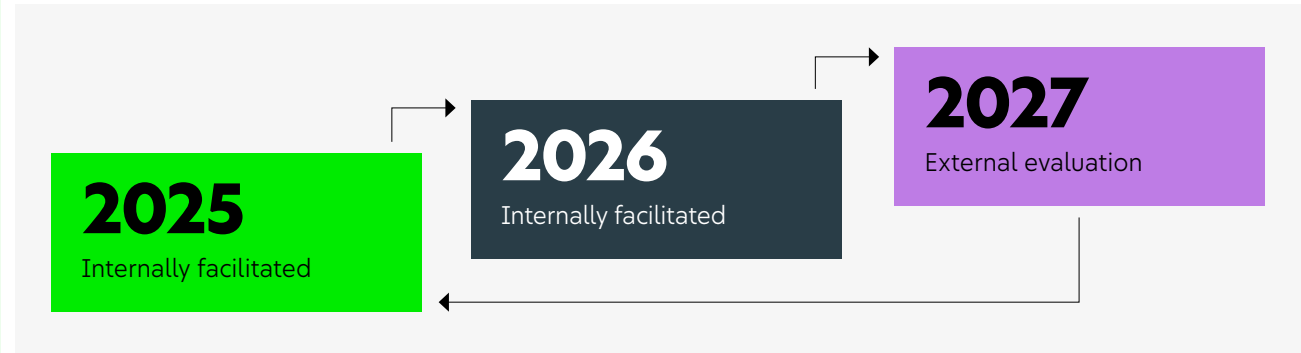 2025
Internally facilitated
2026
Internally facilitated
2027
External evaluation